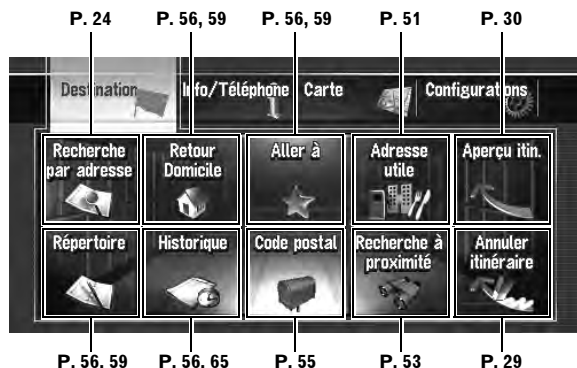 P. 24 P. 56, 59 P. 56, 59 P. 51 P. 30
Destination Info/Téléphone Carte Configurations
Recherche par adresse
Retour Domicile
Aller à
Adresse utile
Aperçu itin.
Répertoire
Historique
Code postal
Recherche à proximité
Annuler itinéraire
P. 56, 59 P. 56, 65 P. 55 P. 53 P. 29